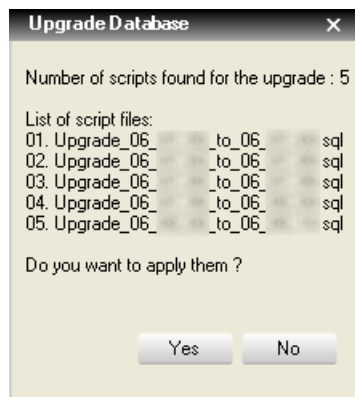 Upgrade Database
Number of scripts found for the upgrade : 5
List of script files:
01. Upgrade_06_ _to_06_ sql
02. Upgrade_06_ _to_06_ sql
03. Upgrade_06_ _to_06_ sql
04. Upgrade_06_ _to_06_ sql
05. Upgrade_06_ _to_06_ sql
Do you want to apply them ?
Yes No